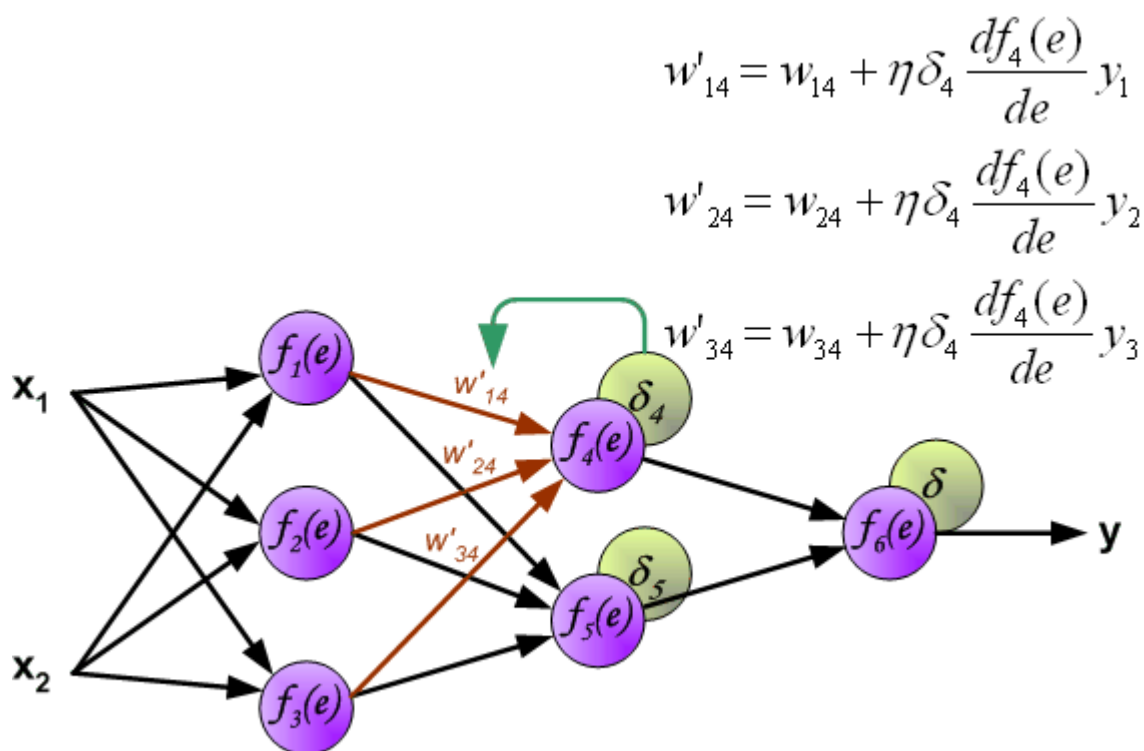 w'₁₄ = w₁₄ + ηδ₄ df₄(e)/de y₁
w'₂₄ = w₂₄ + ηδ₄ df₄(e)/de y₂
w'₃₄ = w₃₄ + ηδ₄ df₄(e)/de y₃
x₁
x₂
f₁(e)
f₂(e)
f₃(e)
w'₁₄
w'₂₄
w'₃₄
δ₄
f₄(e)
δ₅
f₅(e)
δ
f₆(e)
y